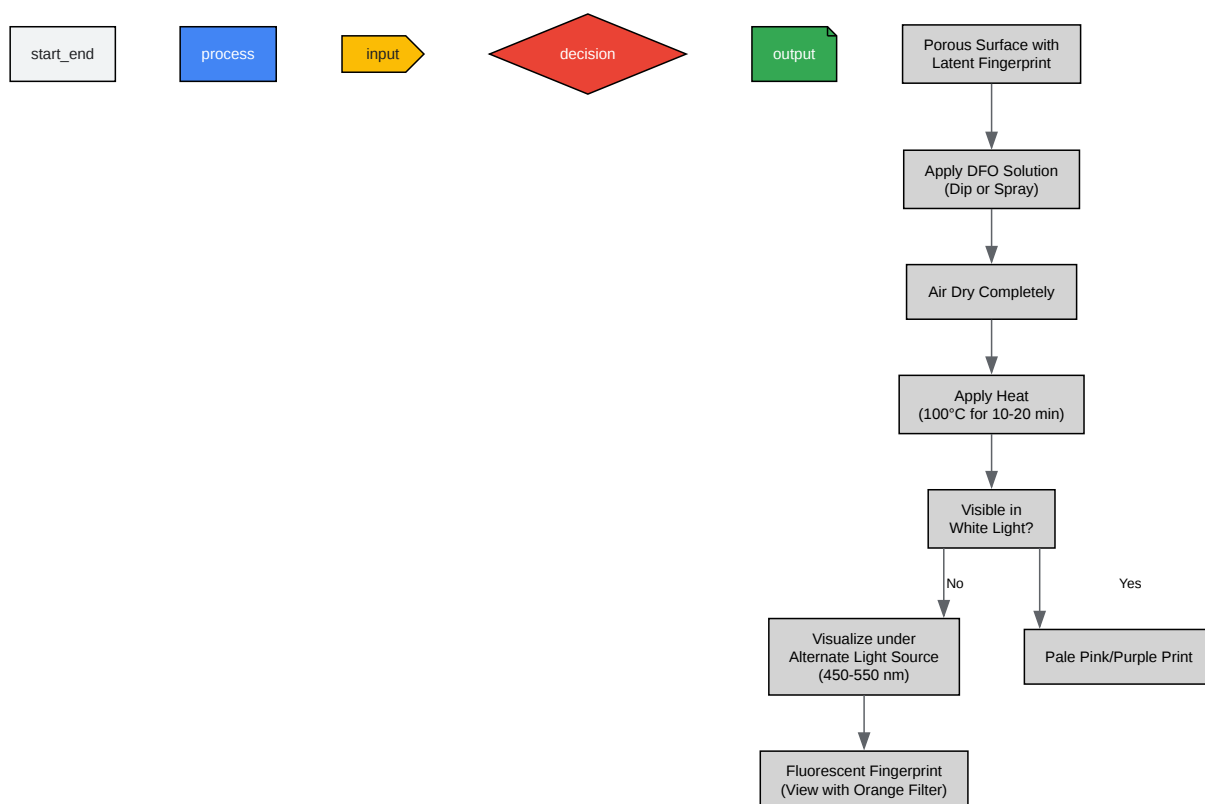 start_end
process
input
decision
output
Porous Surface with
Latent Fingerprint
Apply DFO Solution
(Dip or Spray)
Air Dry Completely
Apply Heat
(100°C for 10-20 min)
Visible in
White Light?
No
Yes
Visualize under
Alternate Light Source
(450-550 nm)
Pale Pink/Purple Print
Fluorescent Fingerprint
(View with Orange Filter)